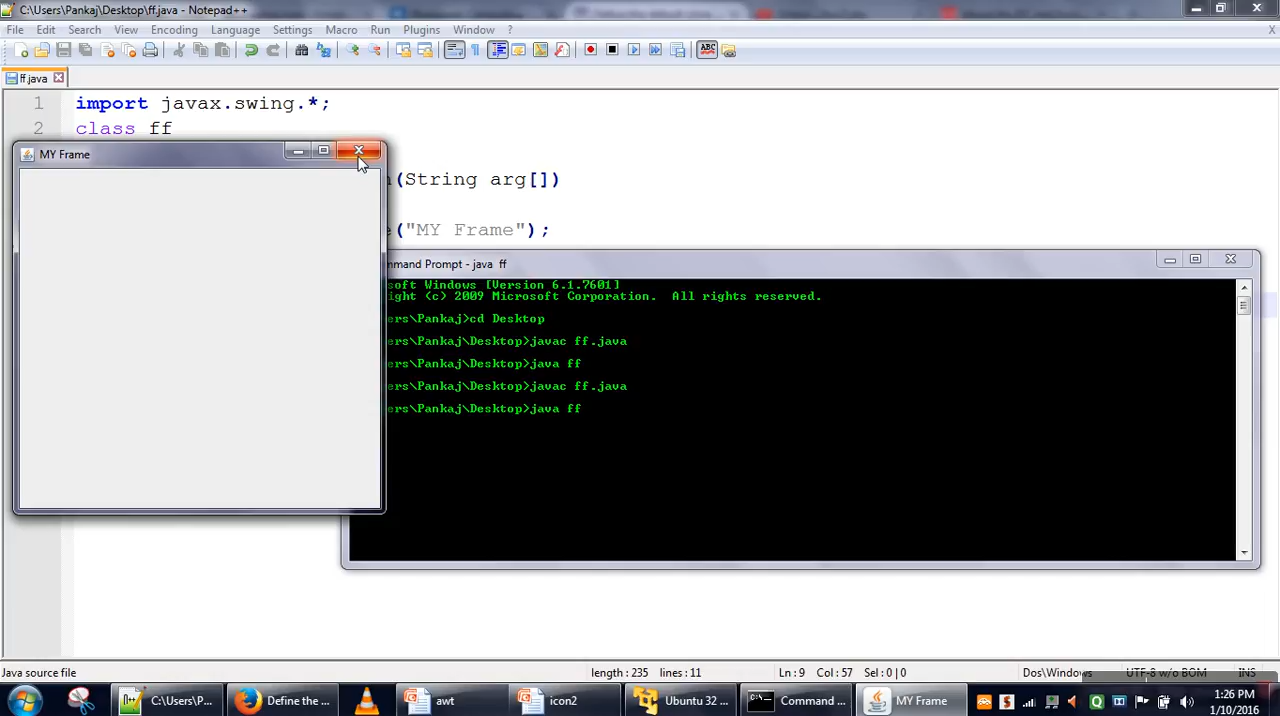 C:\Users\Pankaj\Desktop\ff.java - Notepad++
File Edit Search View Encoding Language Settings Macro Run Plugins Window ? X
ABC
ff.java
1 import javax.swing.*;
2 class ff
MY Frame
(String arg[])
("MY Frame");
mmand Prompt - java ff
soft Windows [Version 6.1.7601]
ight (c) 2009 Microsoft Corporation. All rights reserved.
ers\Pankaj>cd Desktop
ers\Pankaj\Desktop>javac ff.java
ers\Pankaj\Desktop>java ff
ers\Pankaj\Desktop>javac ff.java
ers\Pankaj\Desktop>java ff
Java source file length : 235 lines : 11 Ln : 9 Col : 57 Sel : 0 | 0 Dos\Windows UTF-8 w/o BOM INS
C:\Users\P... Define the ... awt icon2 Ubuntu 32 ... Command ... MY Frame 1:26 PM
1/10/2016